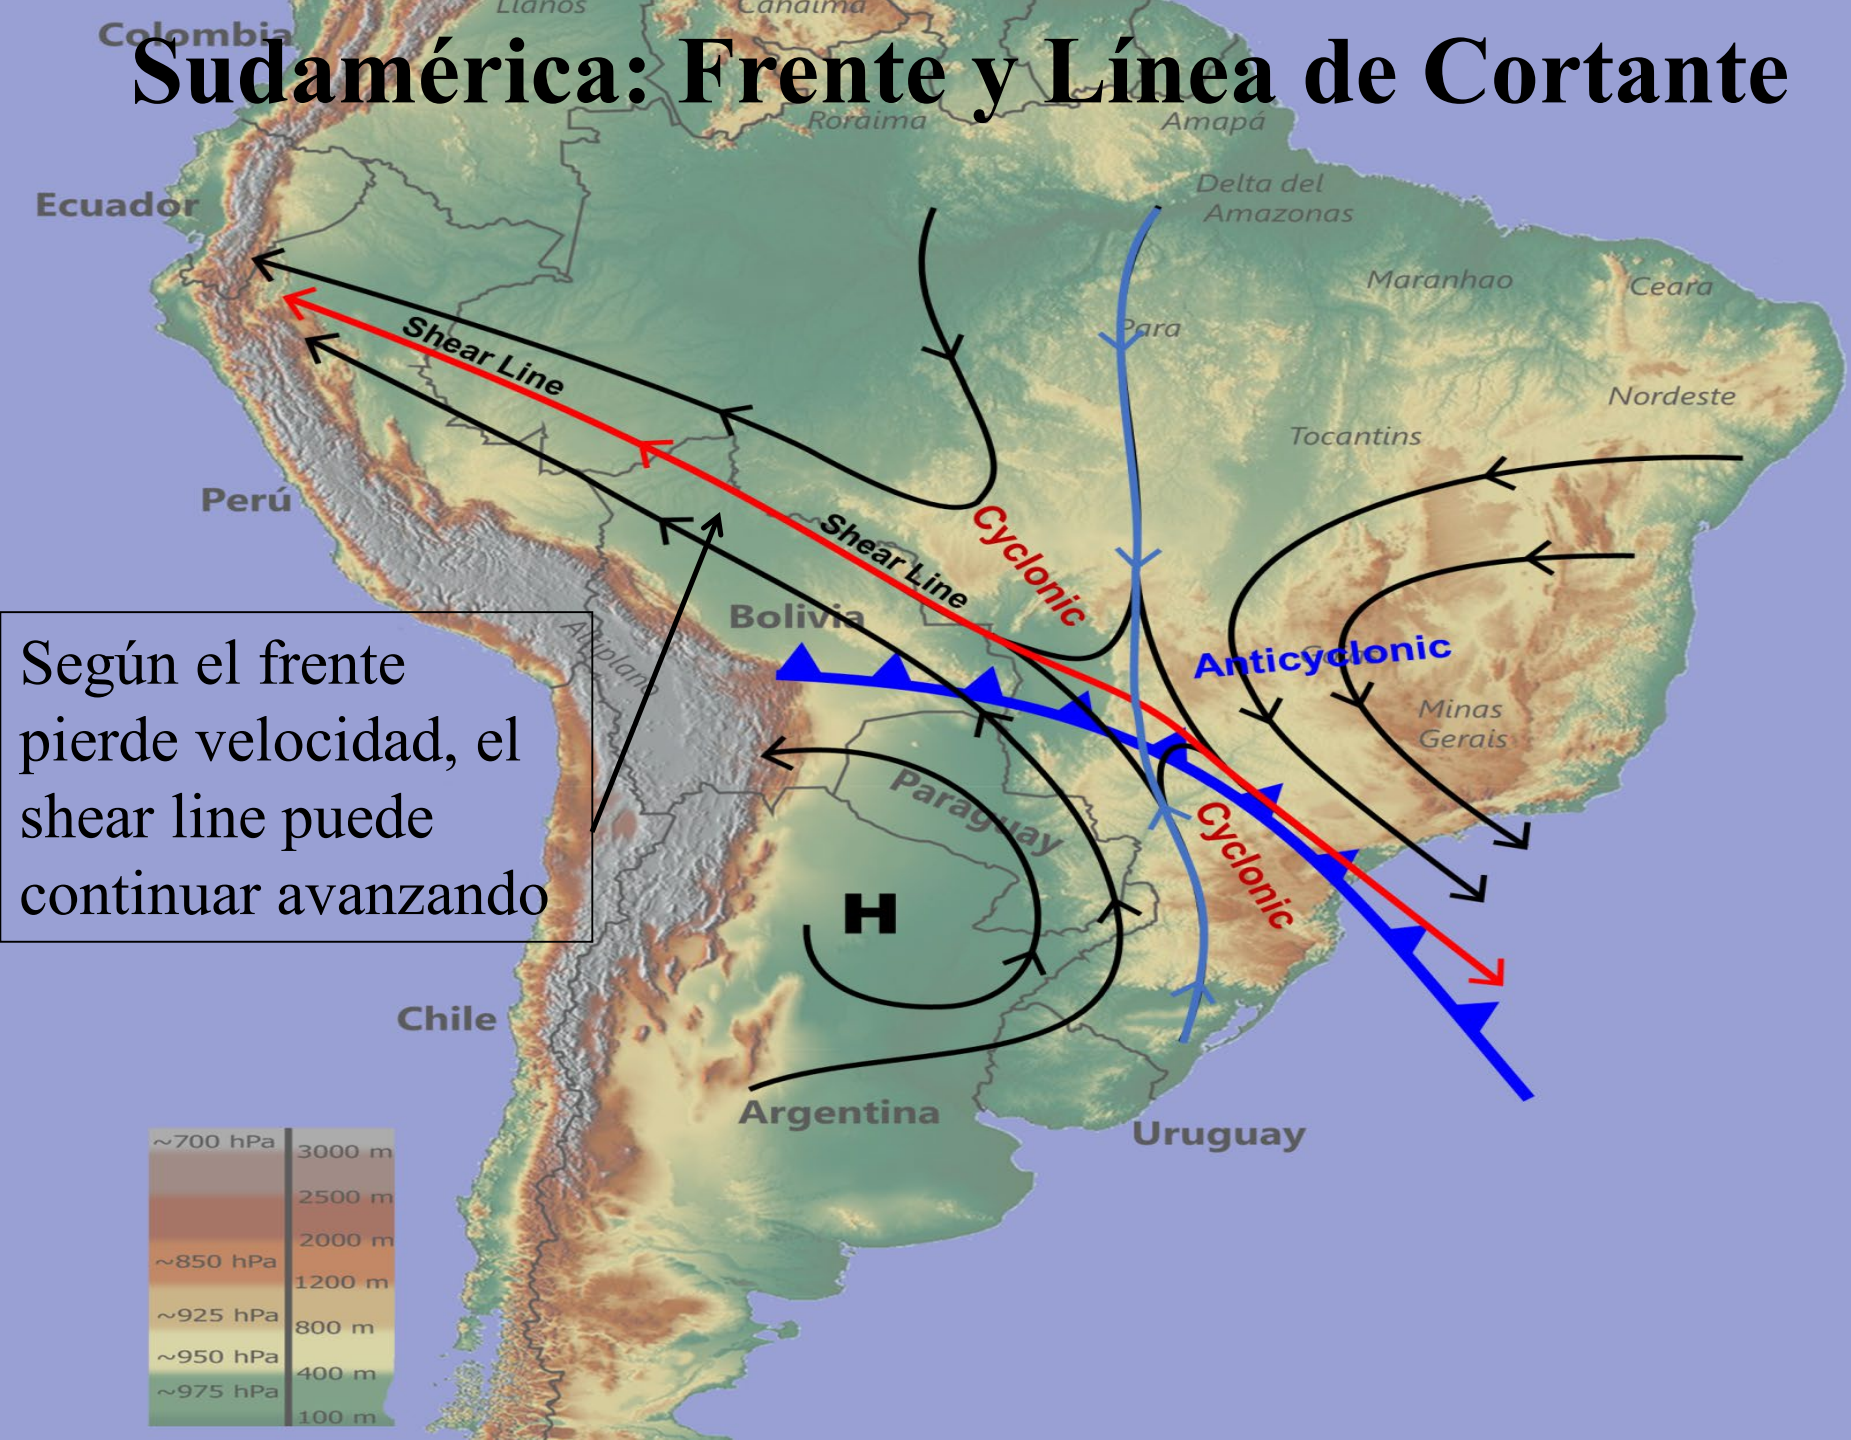 Llanos
Canaima
Colombia
Sudamérica: Frente y Línea de Cortante
Roraima
Amapá
Delta del
Amazonas
Ecuador
Maranhao
Ceara
Para
Shear Line
Nordeste
Tocantins
Perú
Cyclonic
Shear Line
Bolivia
Altiplano
Anticyclonic
Según el frente
pierde velocidad, el
shear line puede
continuar avanzando
Minas
Gerais
Paraguay
Cyclonic
H
Chile
Argentina
Uruguay
~700 hPa
3000 m
2500 m
2000 m
~850 hPa
1200 m
~925 hPa
800 m
~950 hPa
400 m
~975 hPa
100 m